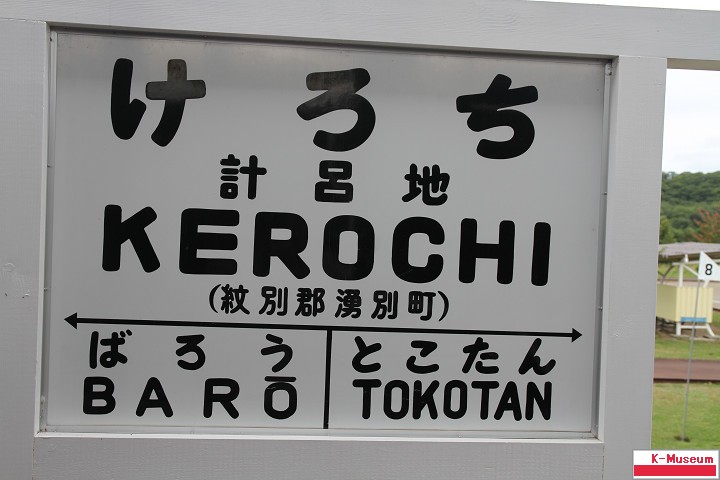 けろち
計呂地
KEROCHI
(紋別郡湧別町)
ばろう
BARŌ
とこたん
TOKOTAN
8
K-Museum